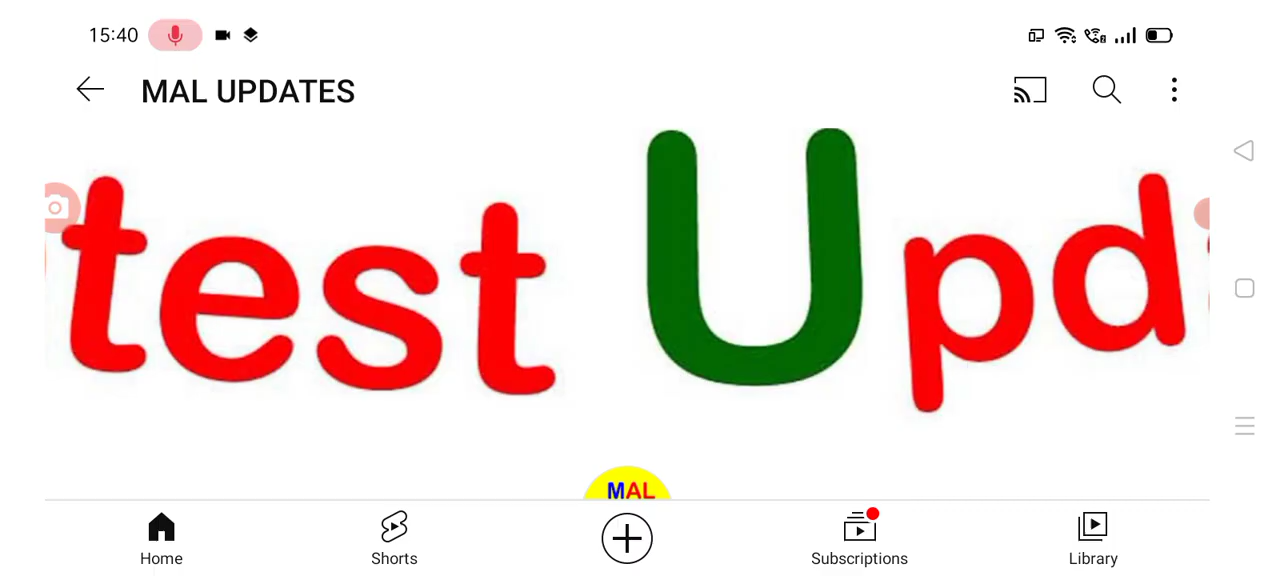 15:40
MAL UPDATES
test Upd
MAL
Home
Shorts
Subscriptions
Library